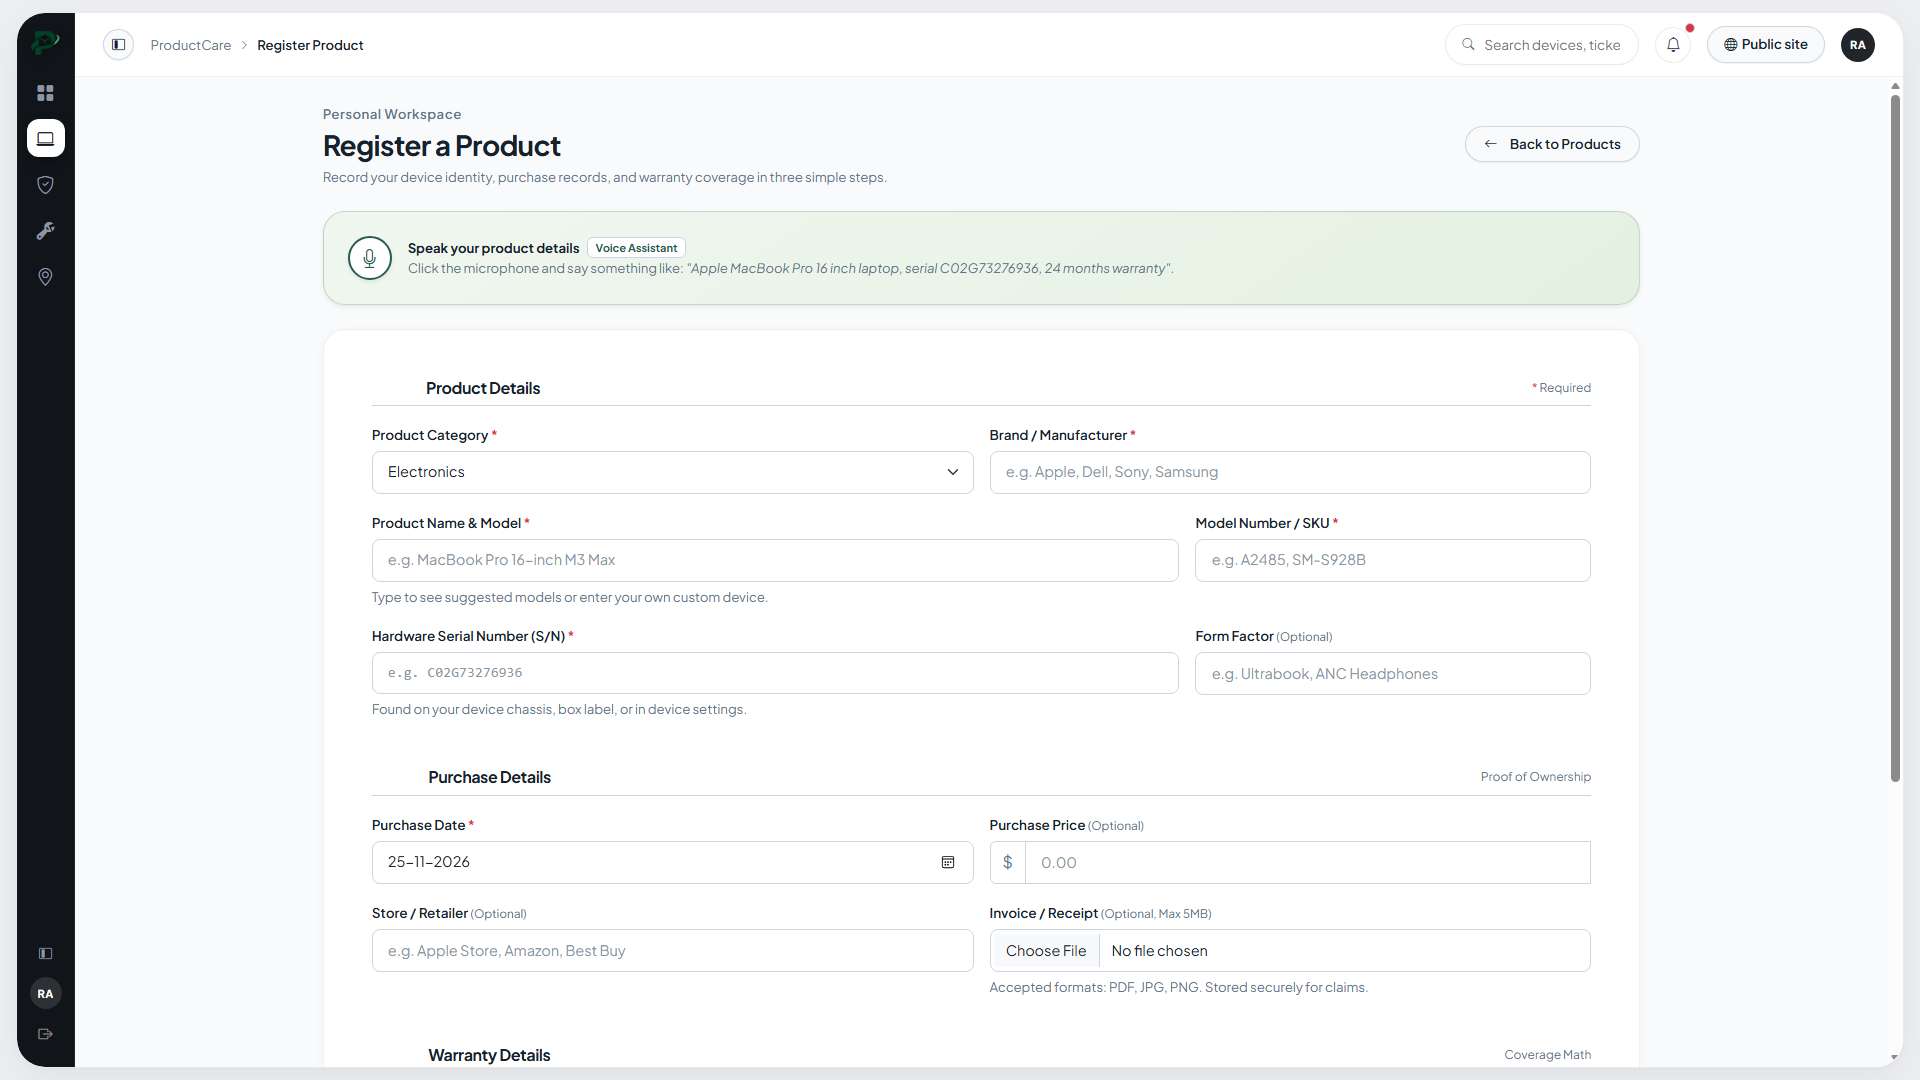 ProductCare > Register Product
Search devices, ticke
Public site
RA
Personal Workspace
Register a Product
Back to Products
Record your device identity, purchase records, and warranty coverage in three simple steps.
Speak your product details Voice Assistant
Click the microphone and say something like: "Apple MacBook Pro 16 inch laptop, serial C02G73276936, 24 months warranty".
Product Details
* Required
Product Category *
Brand / Manufacturer *
Electronics
e.g. Apple, Dell, Sony, Samsung
Product Name & Model *
Model Number / SKU *
e.g. MacBook Pro 16-inch M3 Max
e.g. A2485, SM-S928B
Type to see suggested models or enter your own custom device.
Hardware Serial Number (S/N) *
Form Factor (Optional)
e.g. C02G73276936
e.g. Ultrabook, ANC Headphones
Found on your device chassis, box label, or in device settings.
Purchase Details
Proof of Ownership
Purchase Date *
Purchase Price (Optional)
25-11-2026
$ 0.00
Store / Retailer (Optional)
Invoice / Receipt (Optional, Max 5MB)
e.g. Apple Store, Amazon, Best Buy
Choose File No file chosen
Accepted formats: PDF, JPG, PNG. Stored securely for claims.
RA
Warranty Details
Coverage Math